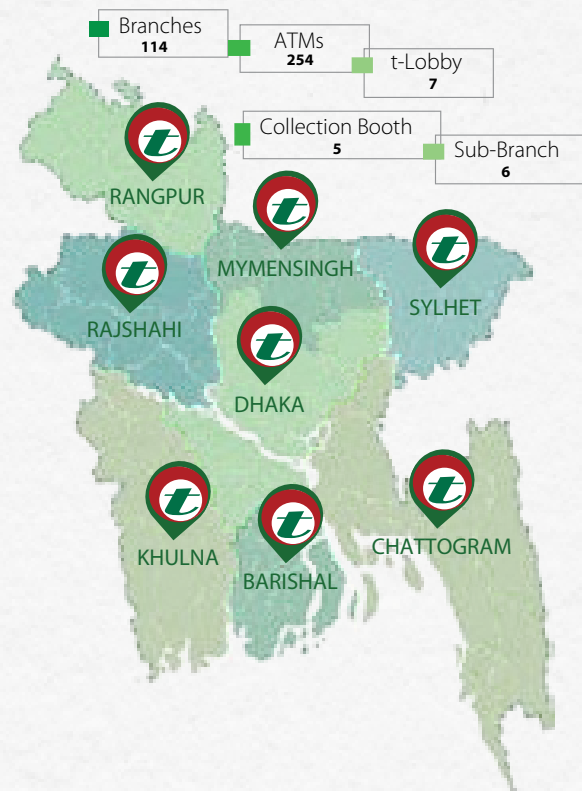 Branches
114
ATMs
254
t-Lobby
7
Collection Booth
5
Sub-Branch
6
t
RANGPUR
t
MYMENSINGH
t
SYLHET
t
RAJSHAHI
t
DHAKA
t
KHULNA
t
BARISHAL
t
CHATTOGRAM